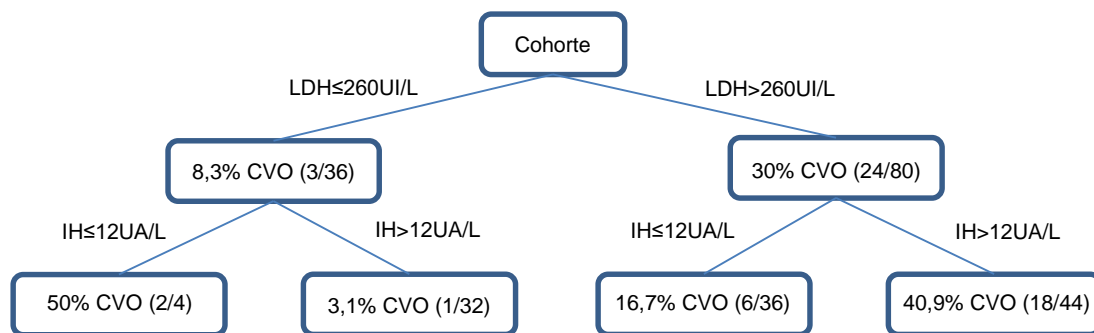 Cohorte
LDH≤260UI/L
LDH>260UI/L
8,3% CVO (3/36)
30% CVO (24/80)
IH≤12UA/L
IH>12UA/L
IH≤12UA/L
IH>12UA/L
50% CVO (2/4)
3,1% CVO (1/32)
16,7% CVO (6/36)
40,9% CVO (18/44)